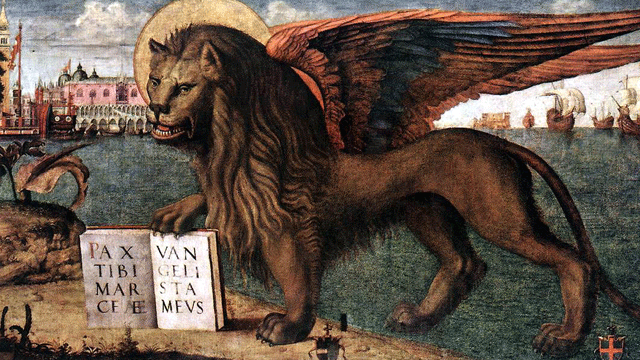 PAX
TIBI
MAR
CE Æ
VAN
GELI
STA
MEVS